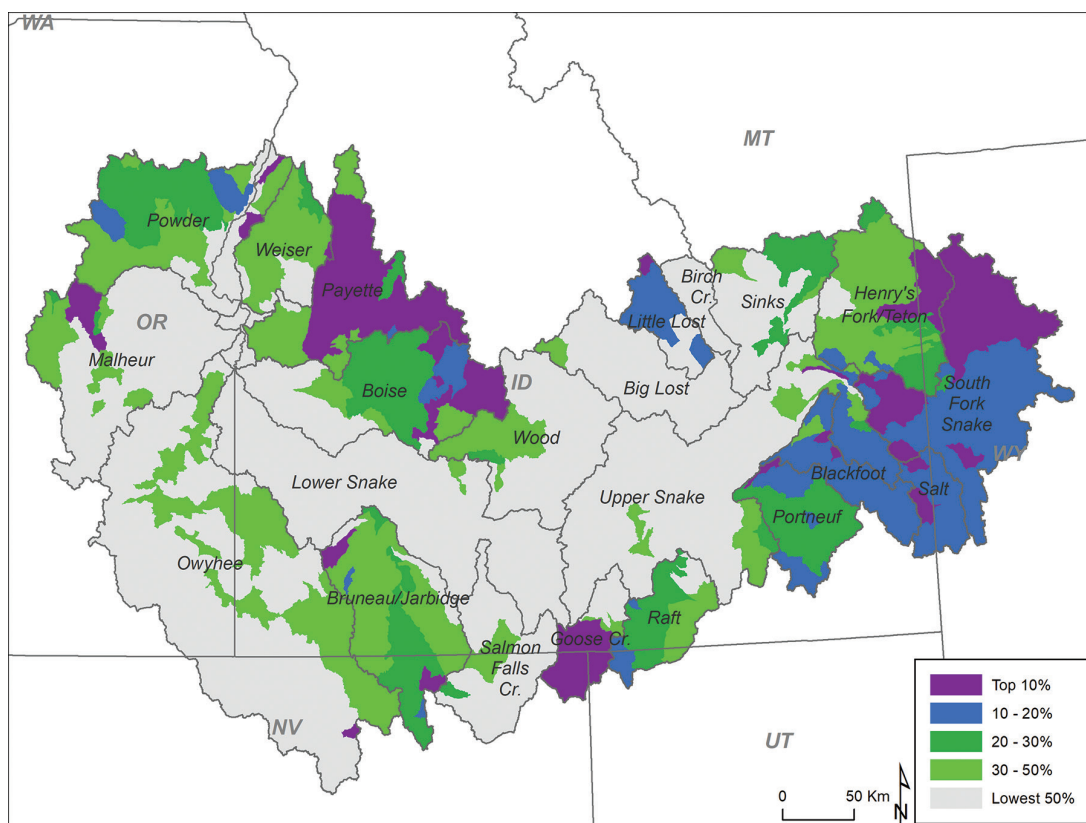 WA
MT
Powder
Weiser
Birch
Cr.
Sinks
Henry's
Fork/Teton
Payette
Little Lost
OR
Malheur
ID
Boise
Big Lost
South
Fork
Snake
Wood
WY
Lower Snake
Blackfoot
Salt
Upper Snake
Portneuf
Owyhee
Bruneau/Jarbidge
Raft
Goose Cr.
Salmon
Falls
Cr.
NV
UT
Top 10%
10 - 20%
20 - 30%
30 - 50%
Lowest 50%
0 50 Km
N